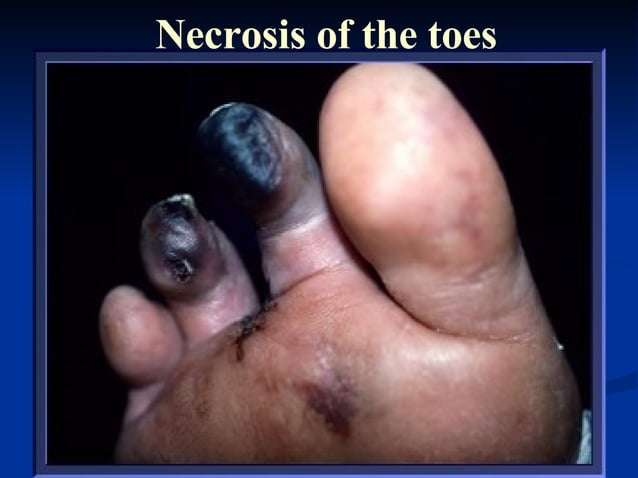 Necrosis of the toes